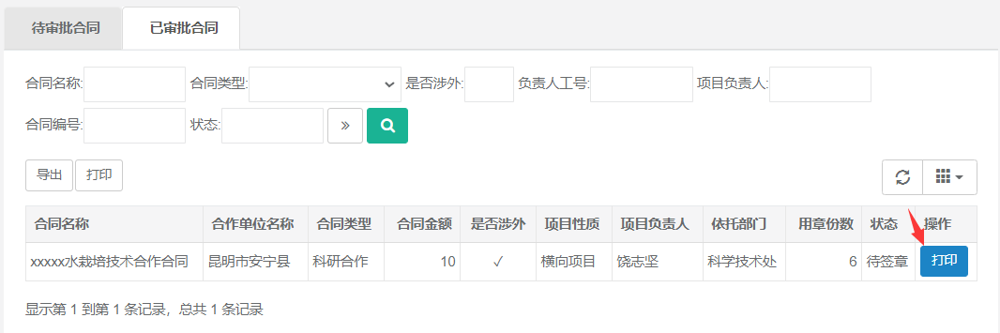 待审批合同 已审批合同
合同名称: 合同类型: 是否涉外: 负责人工号: 项目负责人:
合同编号: 状态: »
导出 打印
合同名称 合作单位名称 合同类型 合同金额 是否涉外 项目性质 项目负责人 依托部门 用章份数 状态 操作
xxxxx水栽培技术合作合同 昆明市安宁县 科研合作 10 ✓ 横向项目 饶志坚 科学技术处 6 待签章 打印
显示第 1 到第 1 条记录，总共 1 条记录